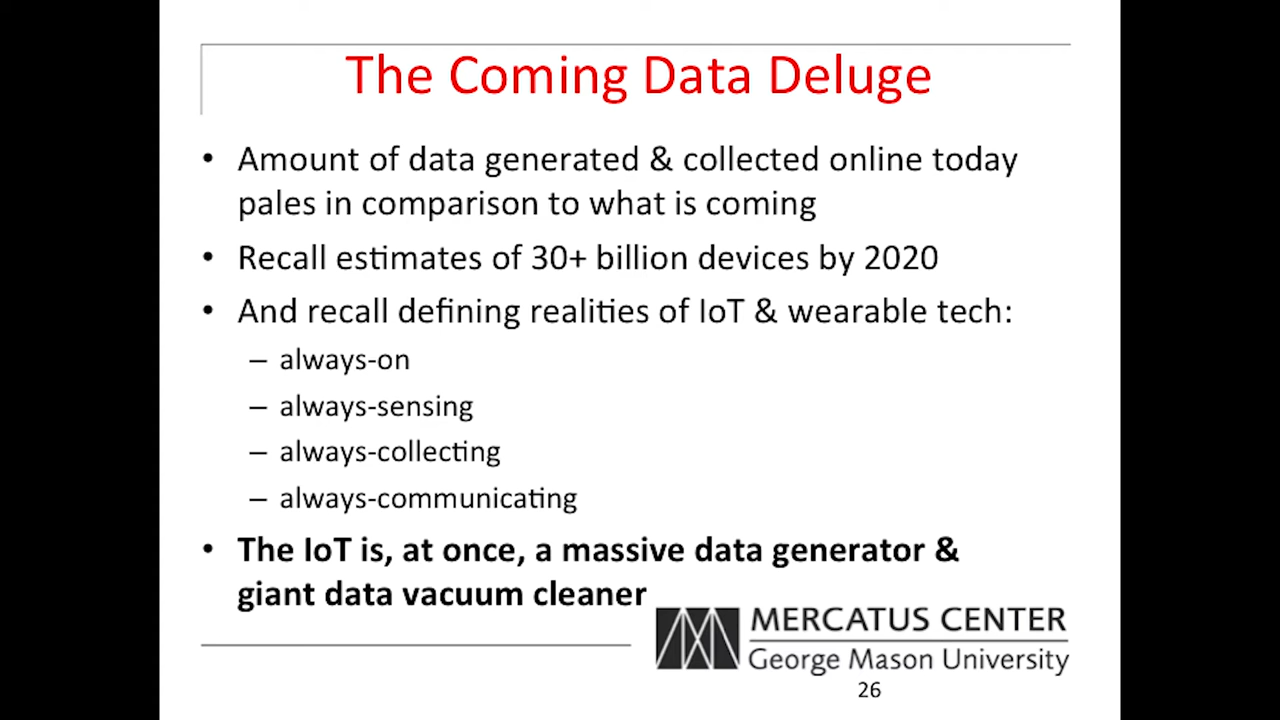 The Coming Data Deluge
• Amount of data generated & collected online today
pales in comparison to what is coming
• Recall estimates of 30+ billion devices by 2020
• And recall defining realities of IoT & wearable tech:
– always-on
– always-sensing
– always-collecting
– always-communicating
• The IoT is, at once, a massive data generator &
giant data vacuum cleaner
MERCATUS CENTER
George Mason University
26